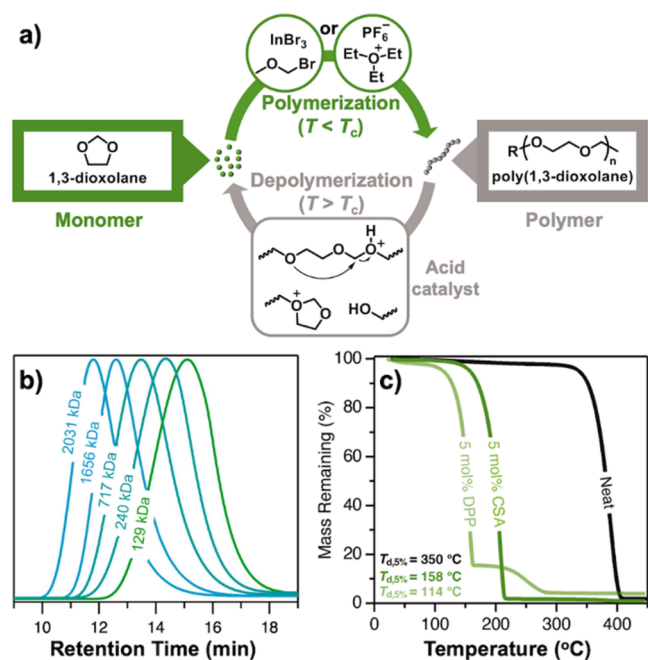 a)
or
InBr3
O
Br
PF6−
Et
O+
Et
Et
Polymerization
(T < Tc)
O
O
1,3-dioxolane
Monomer
R
(
O
O
)
n
poly(1,3-dioxolane)
Polymer
Depolymerization
(T > Tc)
H
O
O
O+
+
O
O
HO
Acid
catalyst
b)
2031 kDa
1656 kDa
717 kDa
240 kDa
129 kDa
10 12 14 16 18
Retention Time (min)
c)
Mass Remaining (%)
100
80
60
40
20
0
5 mol% DPP
5 mol% CSA
Neat
Td,5% = 350 °C
Td,5% = 158 °C
Td,5% = 114 °C
0 100 200 300 400
Temperature (°C)